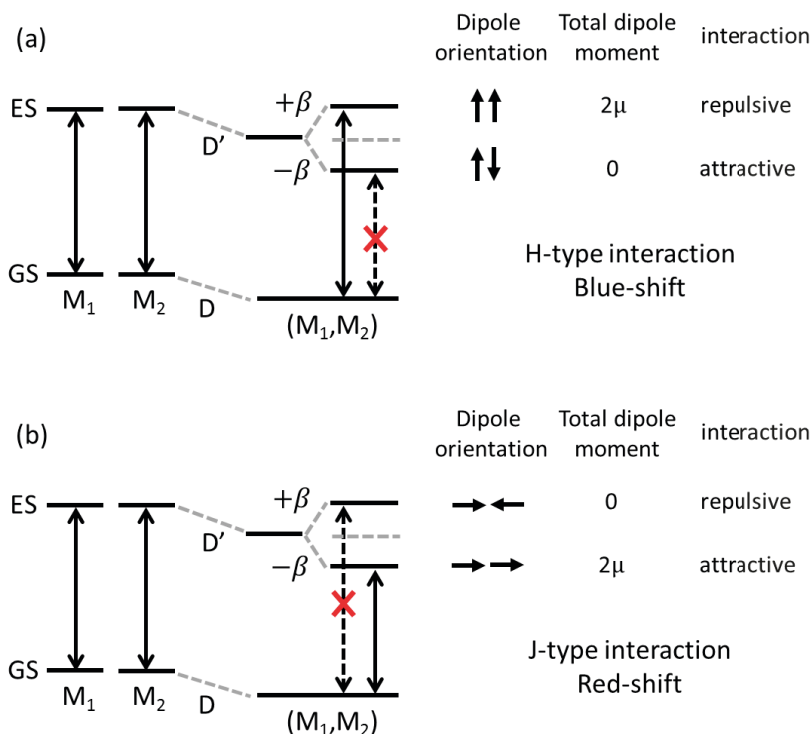 (a)
Dipole orientation
Total dipole moment
interaction
ES
+β
2μ
repulsive
D'
−β
0
attractive
H-type interaction
Blue-shift
GS
M₁
M₂
D
(M₁,M₂)
(b)
Dipole orientation
Total dipole moment
interaction
ES
+β
0
repulsive
D'
−β
2μ
attractive
J-type interaction
Red-shift
GS
M₁
M₂
D
(M₁,M₂)